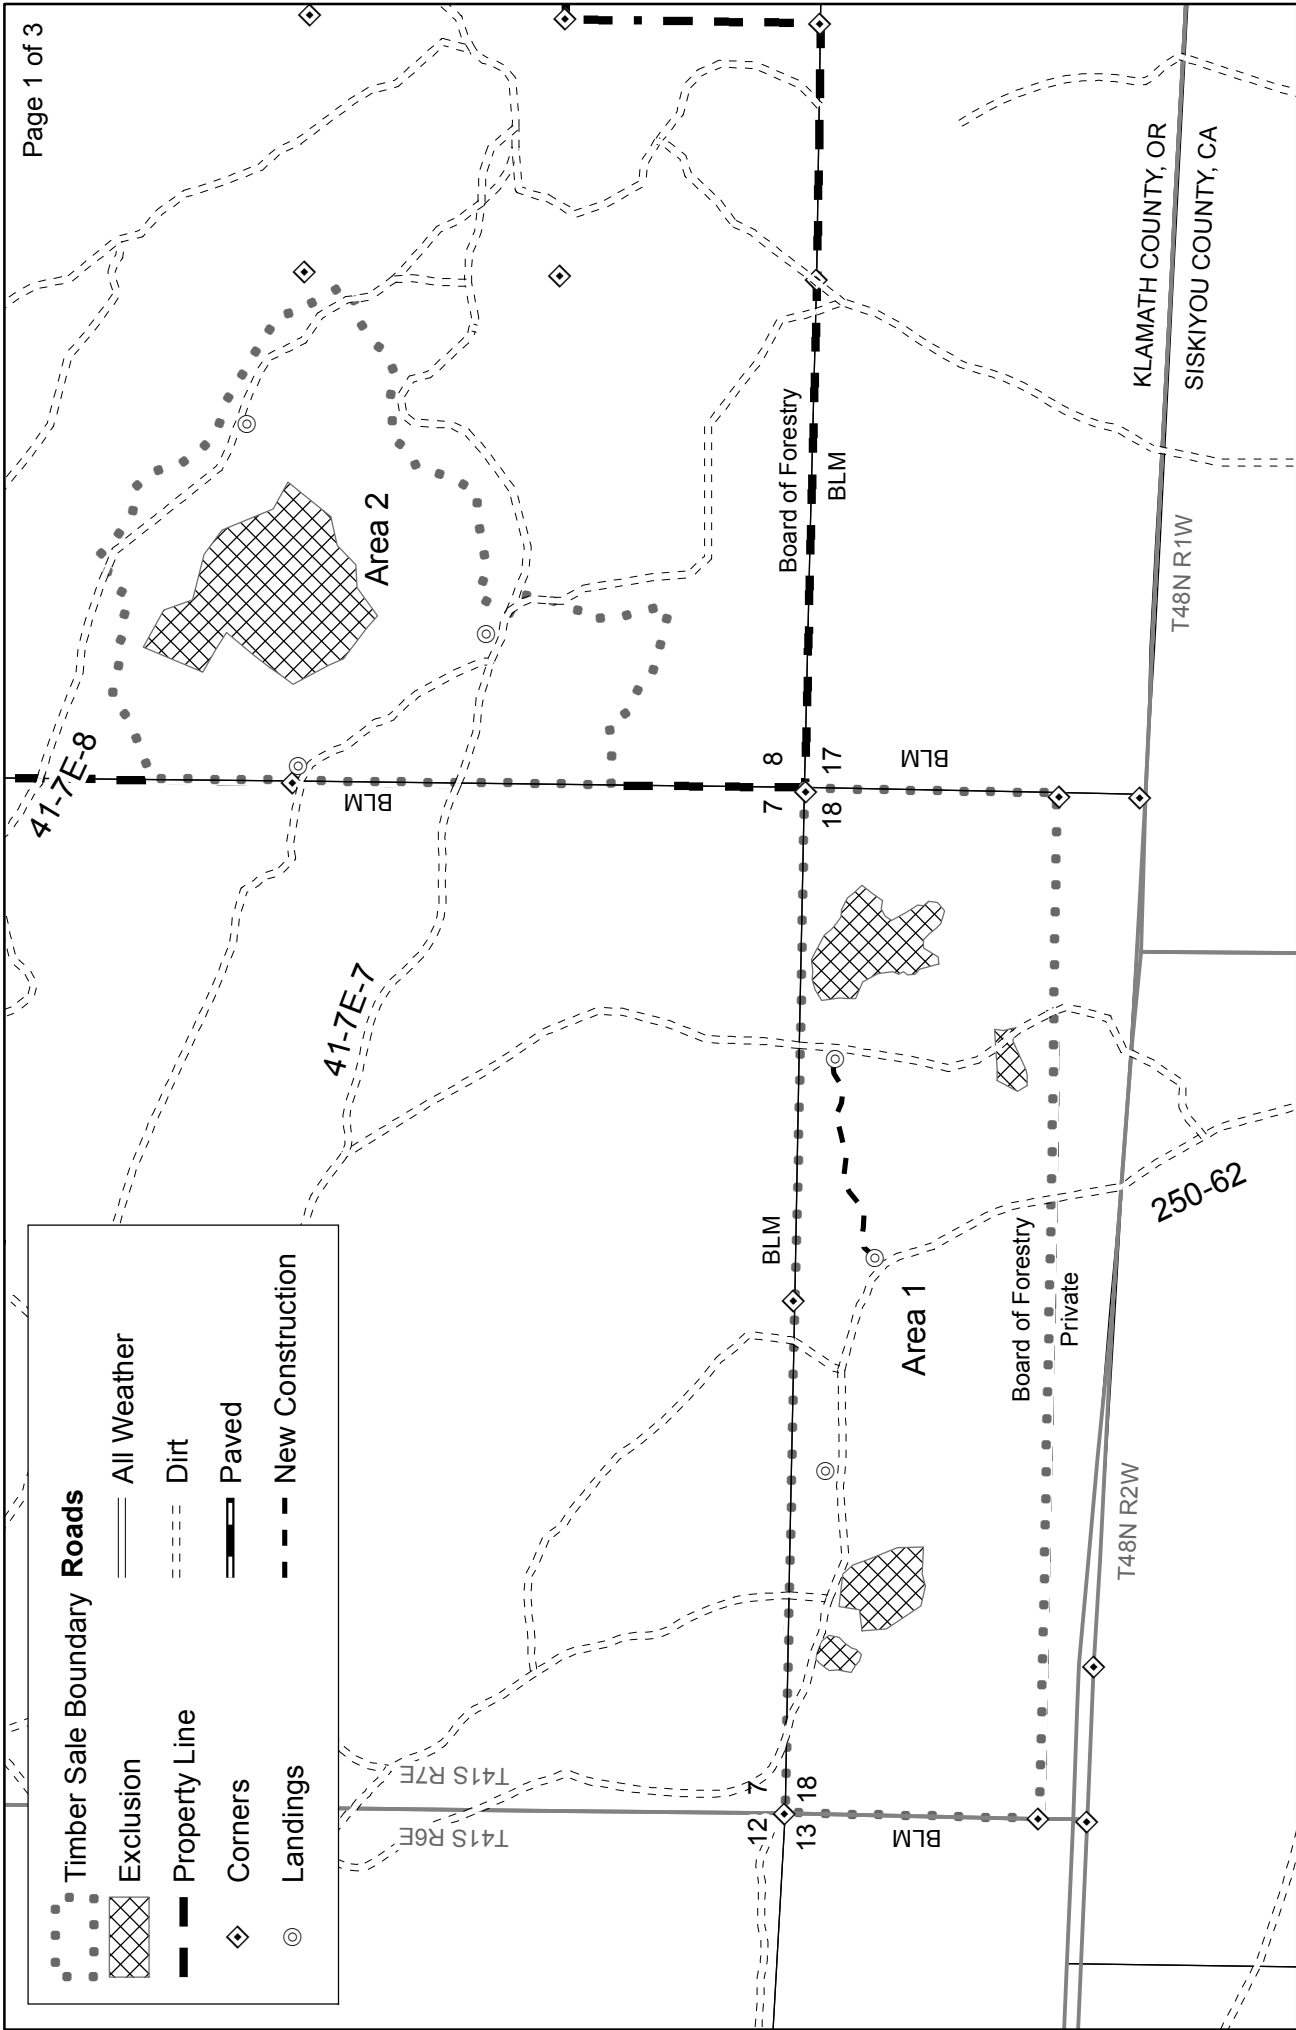 Page 1 of 3
Timber Sale Boundary
Exclusion
Property Line
Corners
Landings
Roads
All Weather
Dirt
Paved
New Construction
41-7E-8
Area 2
BLM
41-7E-7
T41S R7E
T41S R6E
12 7
13 18
BLM
BLM
7 8
18 17
BLM
Board of Forestry
BLM
Area 1
Board of Forestry
Private
250-62
T48N R2W
T48N R1W
KLAMATH COUNTY, OR
SISKIYOU COUNTY, CA